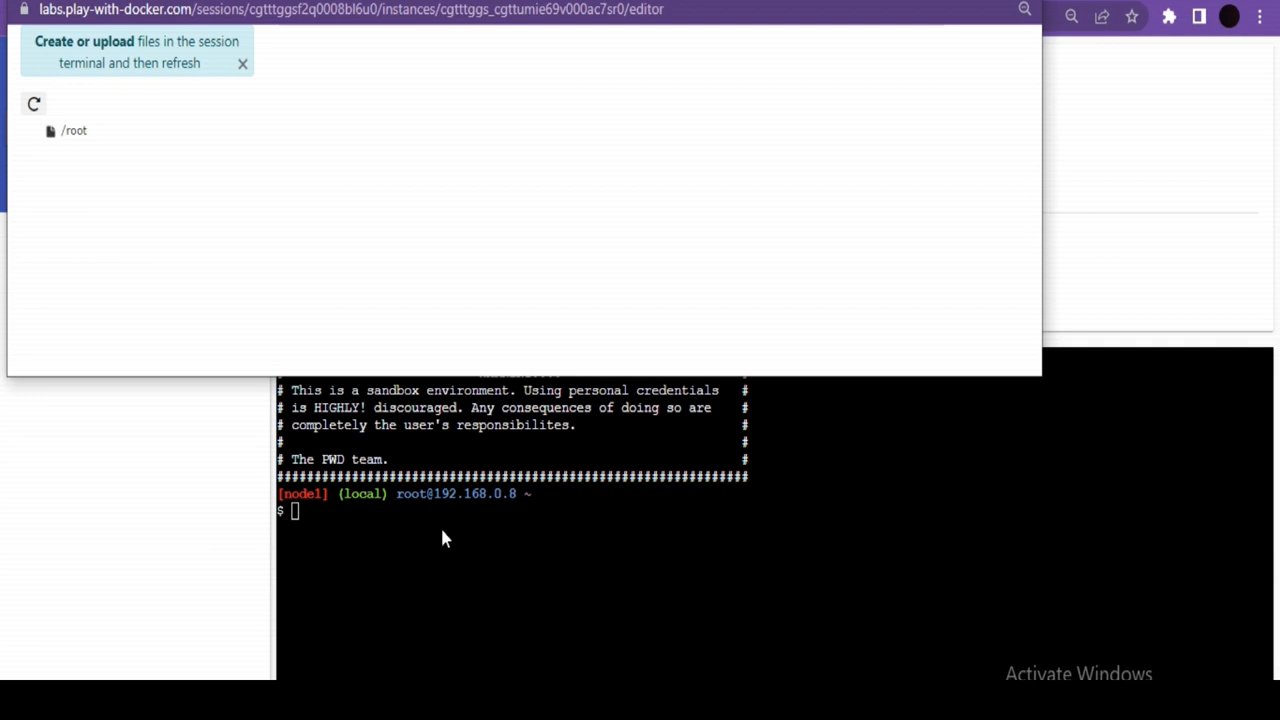 labs.play-with-docker.com/sessions/cgtttggsf2q0008bl6u0/instances/cgtttggs_cgttumie69v000ac7sr0/editor
Create or upload files in the session
terminal and then refresh
/root
# This is a sandbox environment. Using personal credentials #
# is HIGHLY! discouraged. Any consequences of doing so are #
# completely the user's responsibilites. #
# #
# The PWD team. #
###############################################################
[node1] (local) root@192.168.0.8 ~
$
Activate Windows